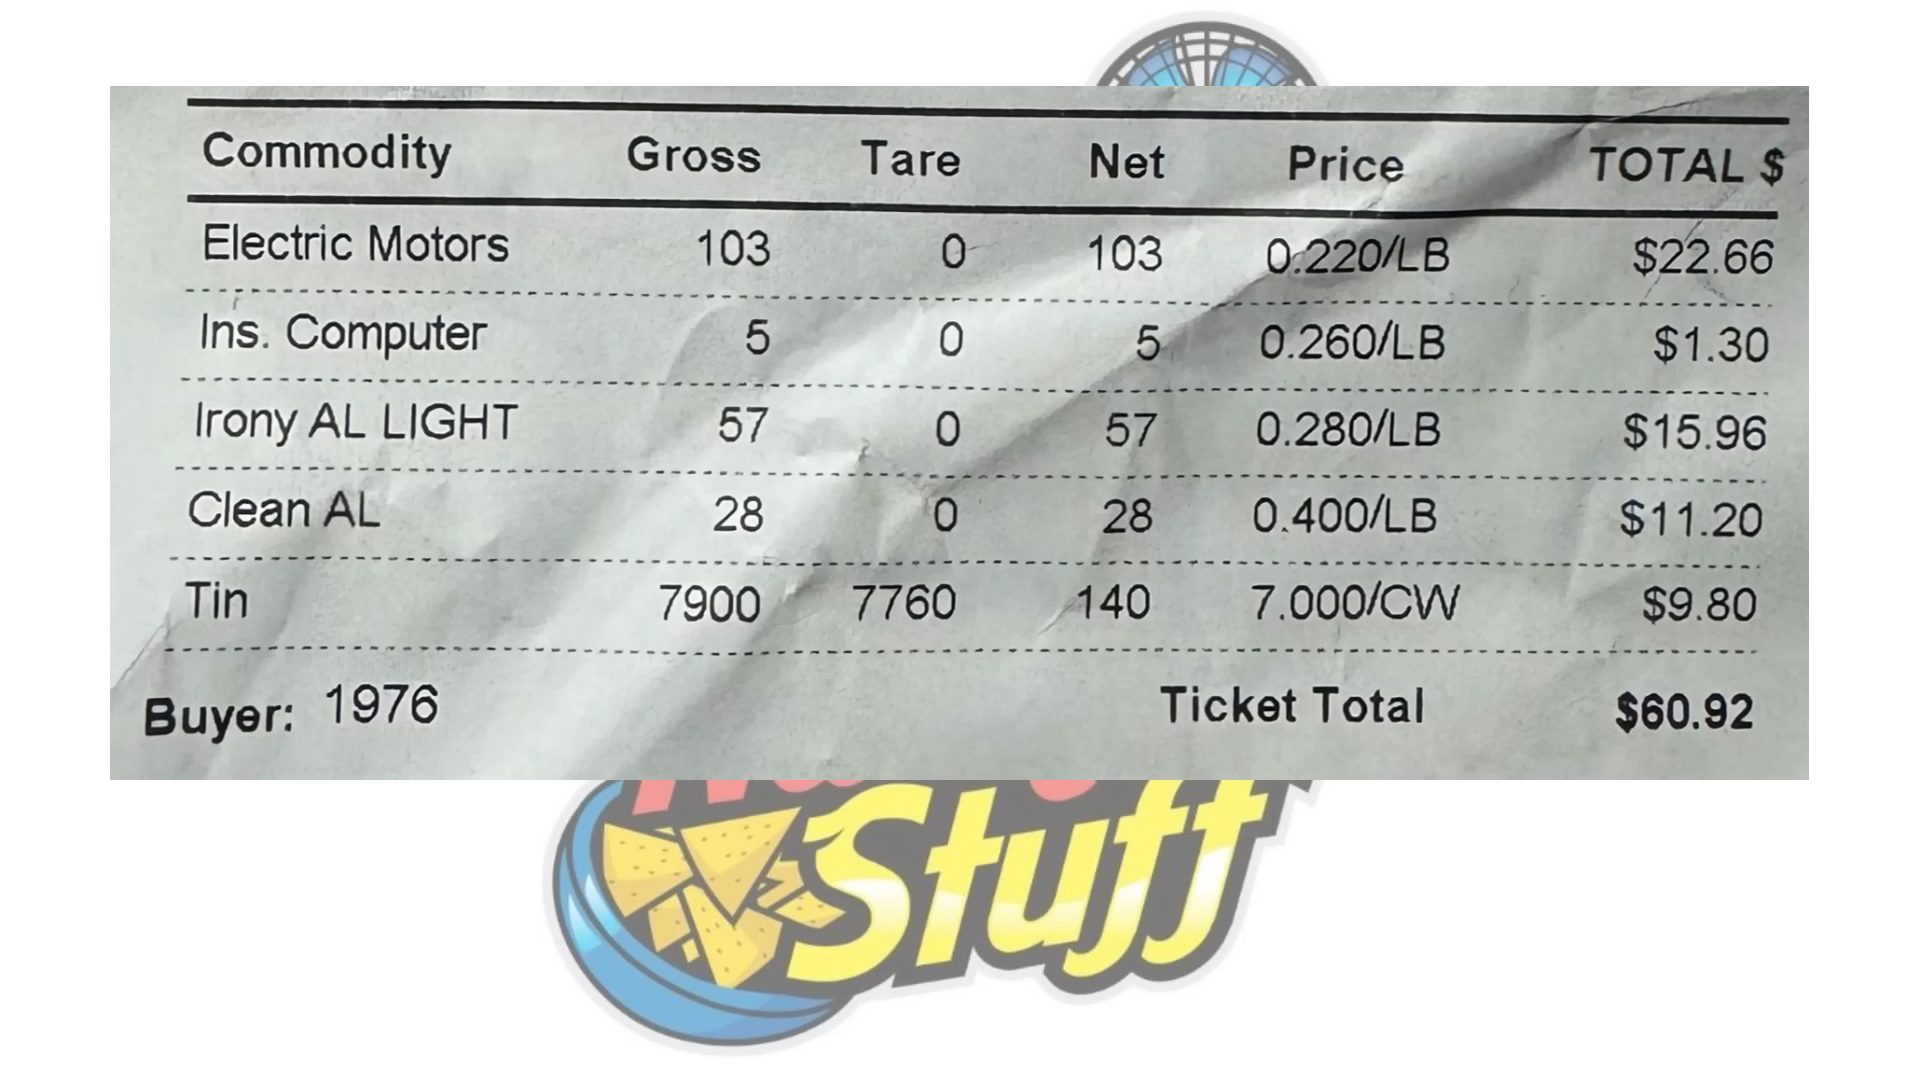 Commodity Gross Tare Net Price TOTAL $
Electric Motors 103 0 103 0.220/LB $22.66
Ins. Computer 5 0 5 0.260/LB $1.30
Irony AL LIGHT 57 0 57 0.280/LB $15.96
Clean AL 28 0 28 0.400/LB $11.20
Tin 7900 7760 140 7.000/CW $9.80
Buyer: 1976 Ticket Total $60.92
Stuff